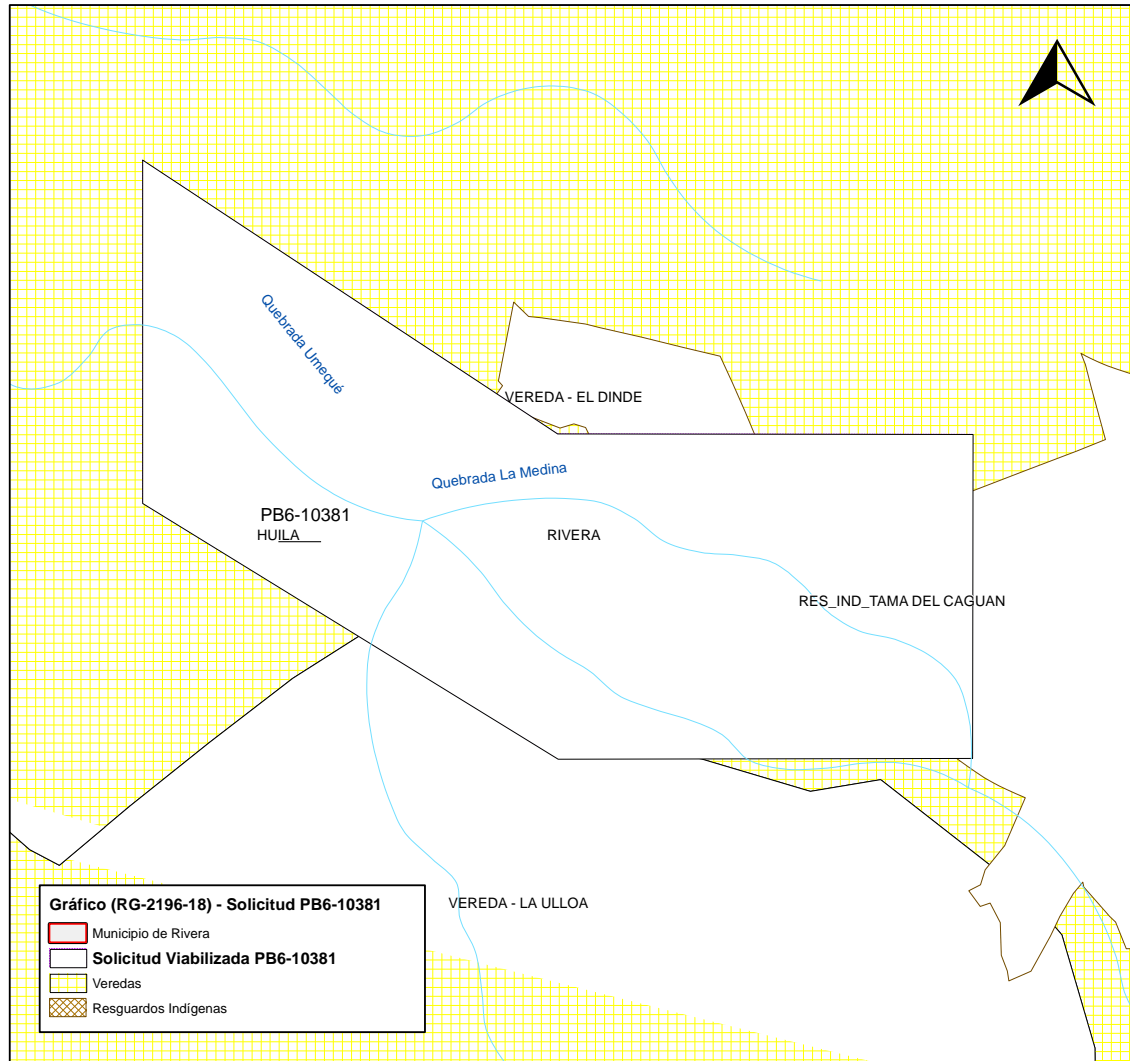 Quebrada Umequé
VEREDA - EL DINDE
Quebrada La Medina
PB6-10381
HUILA
RIVERA
RES_IND_TAMA DEL CAGUAN
VEREDA - LA ULLOA
Gráfico (RG-2196-18) - Solicitud PB6-10381
Municipio de Rivera
Solicitud Viabilizada PB6-10381
Veredas
Resguardos Indígenas